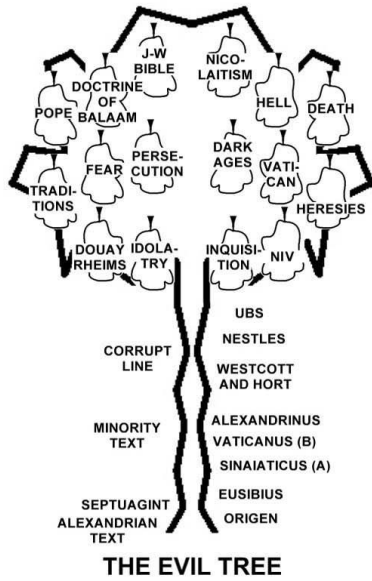 J-W
BIBLE
NICO-
LAITISM
DOCTRINE
OF
BALAAM
HELL
POPE
DEATH
PERSE-
CUTION
DARK
AGES
FEAR
VATI-
CAN
TRADI-
TIONS
HERESIES
DOUAY
RHEIMS
IDOLA-
TRY
INQUISI-
TION
NIV
UBS
NESTLES
CORRUPT
LINE
WESTCOTT
AND HORT
MINORITY
TEXT
ALEXANDRINUS
VATICANUS (B)
SINAIATICUS (A)
SEPTUAGINT
EUSIBIUS
ALEXANDRIAN
TEXT
ORIGEN
THE EVIL TREE